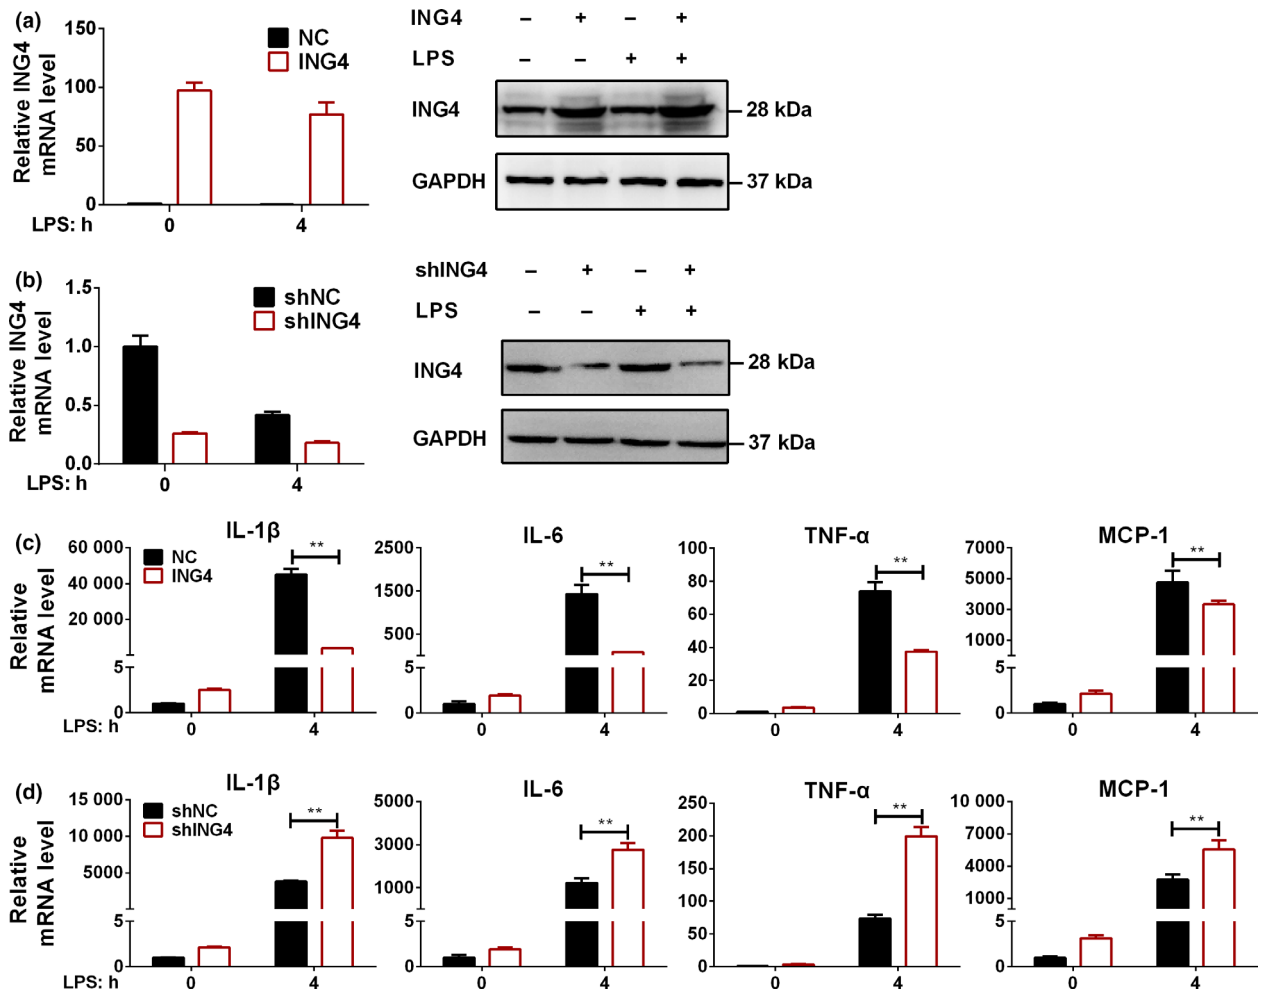 (a)
Relative ING4
mRNA level
150
100
50
0
NC
ING4
LPS: h
0
4
ING4 – + – +
LPS – – + +
ING4
28 kDa
GAPDH
37 kDa
(b)
Relative ING4
mRNA level
1.5
1.0
0.5
0.0
shNC
shING4
LPS: h
0
4
shING4 – + – +
LPS – – + +
ING4
28 kDa
GAPDH
37 kDa
(c)
Relative
mRNA level
NC
ING4
IL-1β
60 000
40 000
20 000
5
0
**
LPS: h
0
4
IL-6
2500
1500
500
5
0
**
0
4
TNF-α
100
80
60
40
20
0
**
0
4
MCP-1
7000
5000
3000
1000
5
0
**
0
4
(d)
Relative
mRNA level
shNC
shING4
IL-1β
15 000
10 000
5000
5
0
**
LPS: h
0
4
IL-6
5000
3000
1000
5
0
**
0
4
TNF-α
250
200
150
100
50
0
**
0
4
MCP-1
10 000
7000
4000
1000
5
0
**
0
4